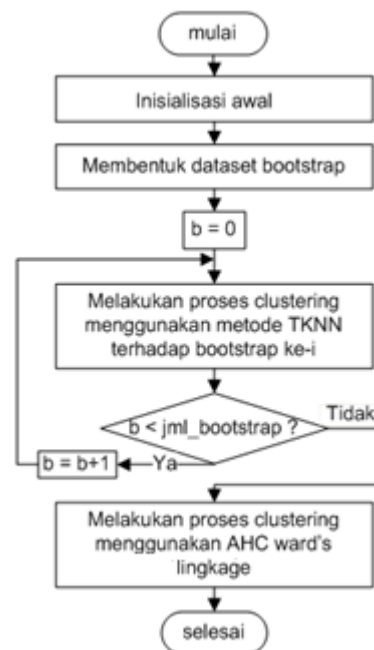 mulai
Inisialisasi awal
Membentuk dataset bootstrap
b = 0
Melakukan proses clustering
menggunakan metode TKNN
terhadap bootstrap ke-i
b < jml_bootstrap ?
Tidak
b = b+1
Ya
Melakukan proses clustering
menggunakan AHC ward's
lingkage
selesai